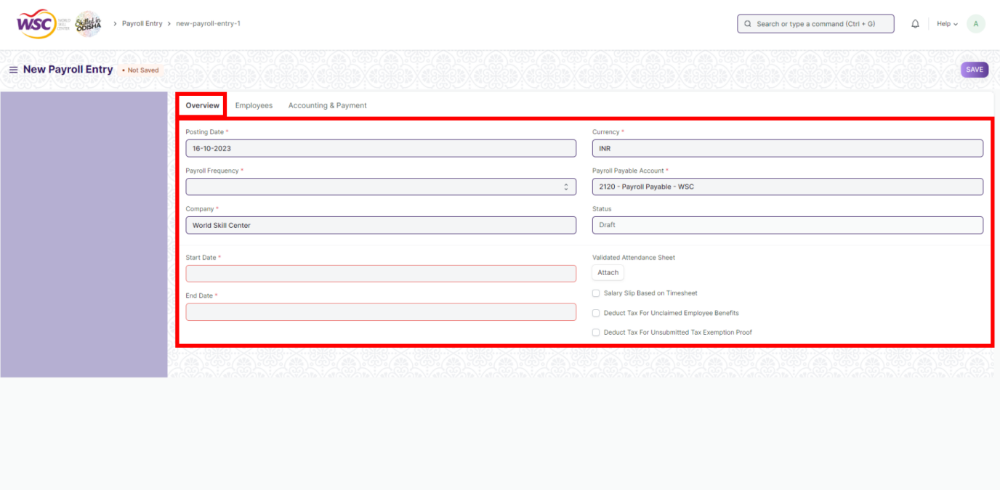 WSC WORLD SKILL CENTER Skilled in ODISHA > Payroll Entry > new-payroll-entry-1 Search or type a command (Ctrl + G) Help A
New Payroll Entry • Not Saved SAVE
Overview Employees Accounting & Payment
Posting Date * Currency *
16-10-2023 INR
Payroll Frequency * Payroll Payable Account *
2120 - Payroll Payable - WSC
Company * Status
World Skill Center Draft
Start Date * Validated Attendance Sheet
Attach
Salary Slip Based on Timesheet
End Date *
Deduct Tax For Unclaimed Employee Benefits
Deduct Tax For Unsubmitted Tax Exemption Proof